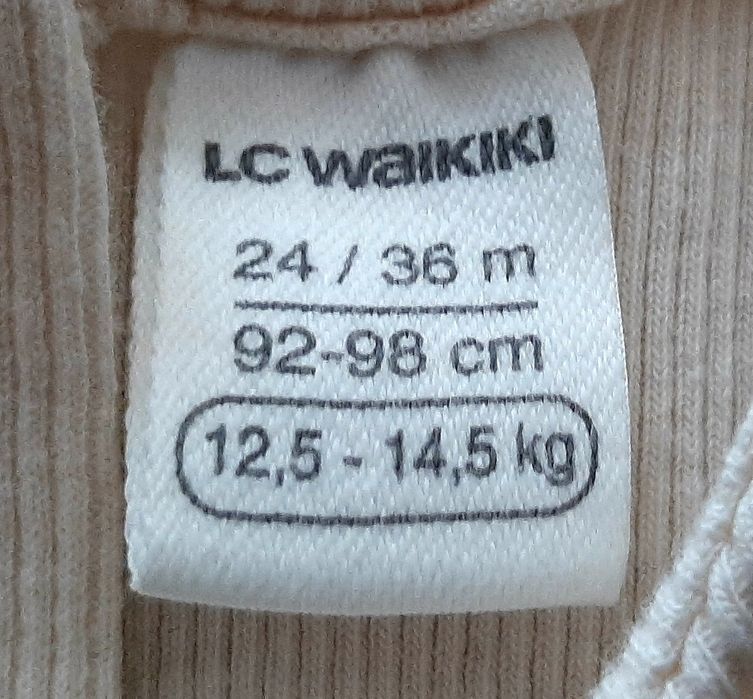 LC WAIKIKI
24 / 36 m
92-98 cm
12,5 - 14,5 kg